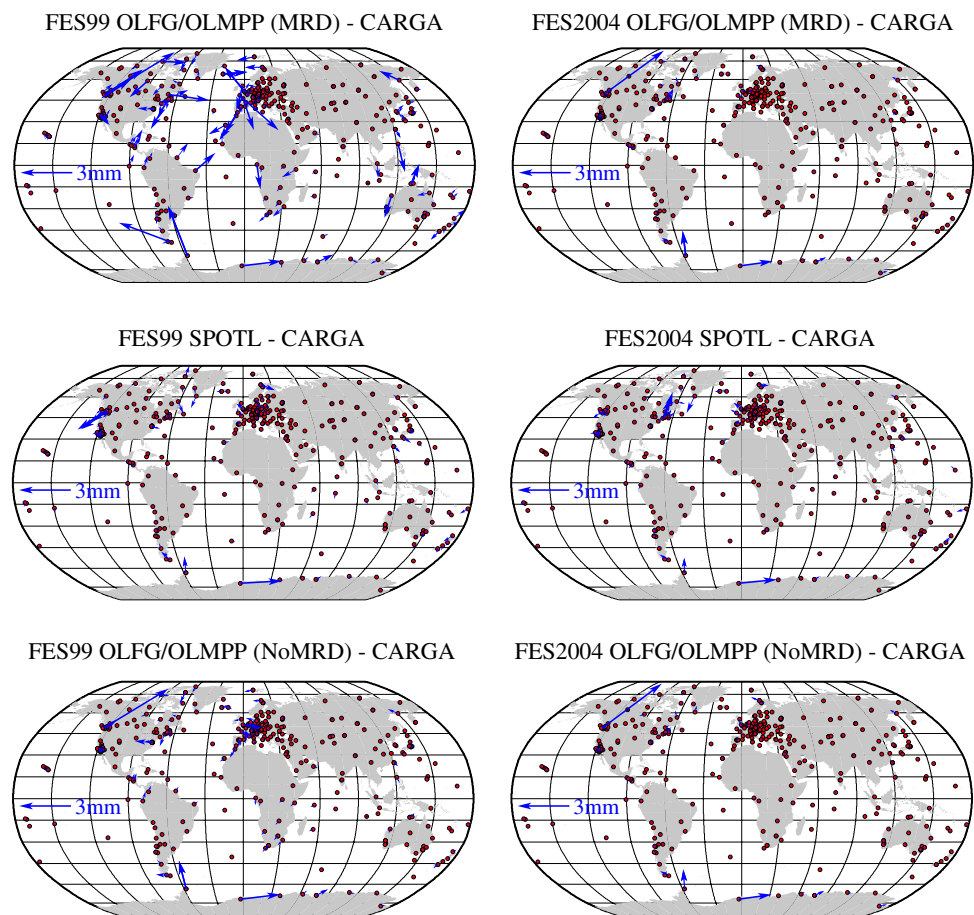 FES99 OLFG/OLMPP (MRD) - CARGA
FES2004 OLFG/OLMPP (MRD) - CARGA
3mm
3mm
FES99 SPOTL - CARGA
FES2004 SPOTL - CARGA
3mm
3mm
FES99 OLFG/OLMPP (NoMRD) - CARGA
FES2004 OLFG/OLMPP (NoMRD) - CARGA
3mm
3mm